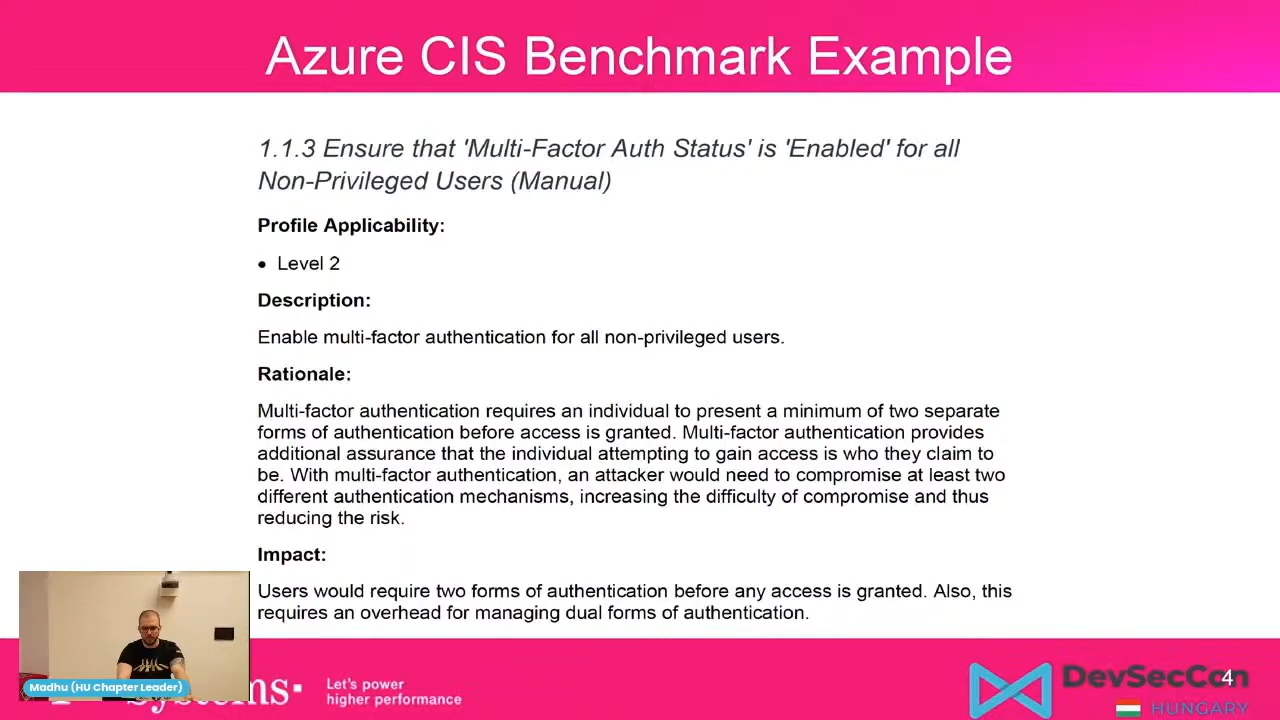 Azure CIS Benchmark Example
1.1.3 Ensure that 'Multi-Factor Auth Status' is 'Enabled' for all
Non-Privileged Users (Manual)
Profile Applicability:
• Level 2
Description:
Enable multi-factor authentication for all non-privileged users.
Rationale:
Multi-factor authentication requires an individual to present a minimum of two separate
forms of authentication before access is granted. Multi-factor authentication provides
additional assurance that the individual attempting to gain access is who they claim to
be. With multi-factor authentication, an attacker would need to compromise at least two
different authentication mechanisms, increasing the difficulty of compromise and thus
reducing the risk.
Impact:
Users would require two forms of authentication before any access is granted. Also, this
requires an overhead for managing dual forms of authentication.
Madhu (HU Chapter Leader)
Let's power
higher performance
4
DevSecCon
HUNGARY